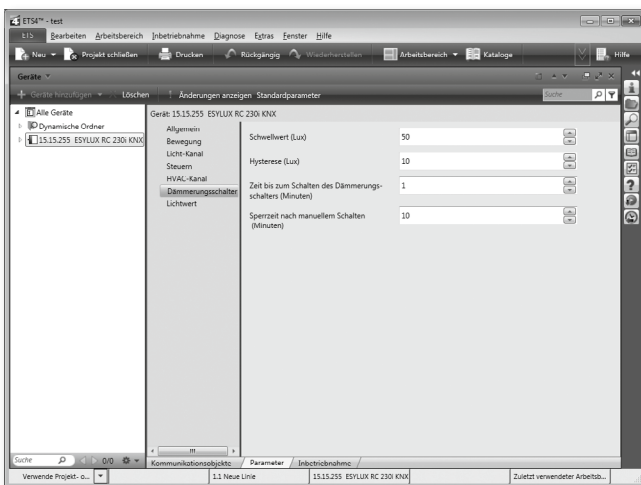 ETS4™ - test
ETS Bearbeiten Arbeitsbereich Inbetriebnahme Diagnose Extras Fenster Hilfe
Neu Projekt schließen Drucken Rückgängig Wiederherstellen Arbeitsbereich Kataloge Hilfe
Geräte
Geräte hinzufügen Löschen Änderungen anzeigen Standardparameter Suche
Alle Geräte
Dynamische Ordner
15.15.255 ESYLUX RC 230i KNX
Gerät: 15.15.255 ESYLUX RC 230i KNX
Allgemein
Bewegung
Licht-Kanal
Steuern
HVAC-Kanal
Dämmerungsschalter
Lichtwert
Schwellwert (Lux) 50
Hysterese (Lux) 10
Zeit bis zum Schalten des Dämmerungs-
schalters (Minuten) 1
Sperrzeit nach manuellem Schalten
(Minuten) 10
Suche 0/0
Kommunikationsobjekte Parameter Inbetriebnahme
Verwende Projekt- o... 1.1 Neue Linie 15.15.255 ESYLUX RC 230i KNX Zuletzt verwendeter Arbeitsb...